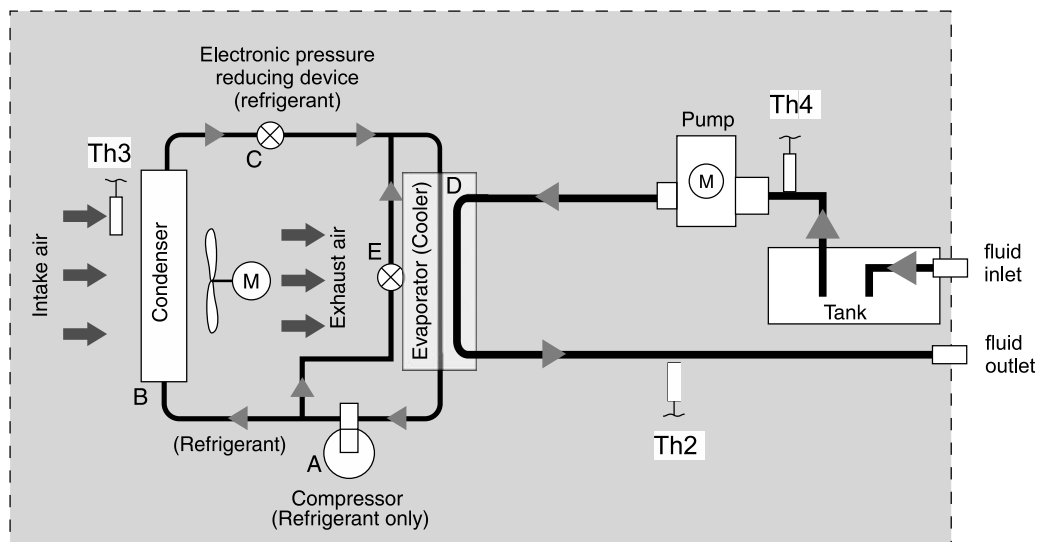 Electronic pressure
reducing device
(refrigerant)
C
Th3
Th4
Pump
M
D
Intake air
Condenser
M
Exhaust air
E
Evaporator (Cooler)
fluid
inlet
Tank
fluid
outlet
B
(Refrigerant)
A
Th2
Compressor
(Refrigerant only)